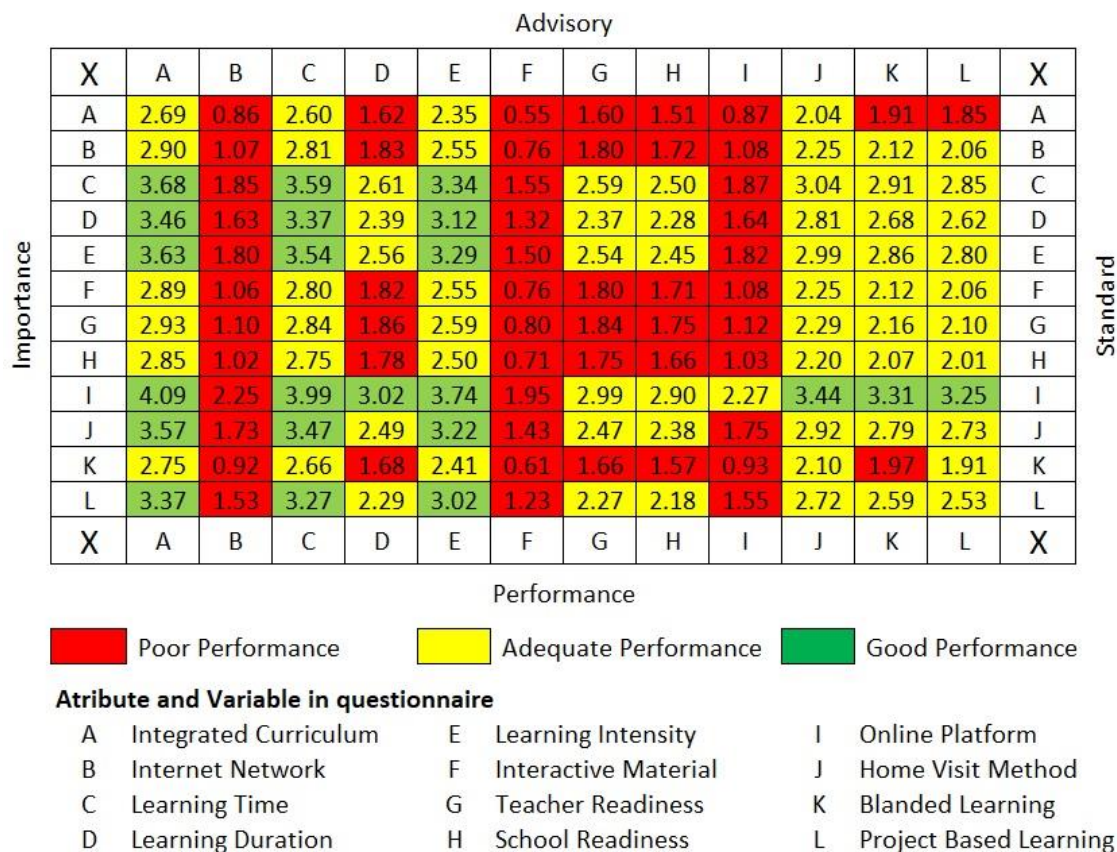 Advisory
X A B C D E F G H I J K L X
A 2.69 0.86 2.60 1.62 2.35 0.55 1.60 1.51 0.87 2.04 1.91 1.85 A
B 2.90 1.07 2.81 1.83 2.55 0.76 1.80 1.72 1.08 2.25 2.12 2.06 B
C 3.68 1.85 3.59 2.61 3.34 1.55 2.59 2.50 1.87 3.04 2.91 2.85 C
D 3.46 1.63 3.37 2.39 3.12 1.32 2.37 2.28 1.64 2.81 2.68 2.62 D
E 3.63 1.80 3.54 2.56 3.29 1.50 2.54 2.45 1.82 2.99 2.86 2.80 E
F 2.89 1.06 2.80 1.82 2.55 0.76 1.80 1.71 1.08 2.25 2.12 2.06 F
G 2.93 1.10 2.84 1.86 2.59 0.80 1.84 1.75 1.12 2.29 2.16 2.10 G
H 2.85 1.02 2.75 1.78 2.50 0.71 1.75 1.66 1.03 2.20 2.07 2.01 H
I 4.09 2.25 3.99 3.02 3.74 1.95 2.99 2.90 2.27 3.44 3.31 3.25 I
J 3.57 1.73 3.47 2.49 3.22 1.43 2.47 2.38 1.75 2.92 2.79 2.73 J
K 2.75 0.92 2.66 1.68 2.41 0.61 1.66 1.57 0.93 2.10 1.97 1.91 K
L 3.37 1.53 3.27 2.29 3.02 1.23 2.27 2.18 1.55 2.72 2.59 2.53 L
X A B C D E F G H I J K L X
Importance
Standard
Performance
Poor Performance Adequate Performance Good Performance
Atribute and Variable in questionnaire
A Integrated Curriculum E Learning Intensity I Online Platform
B Internet Network F Interactive Material J Home Visit Method
C Learning Time G Teacher Readiness K Blanded Learning
D Learning Duration H School Readiness L Project Based Learning